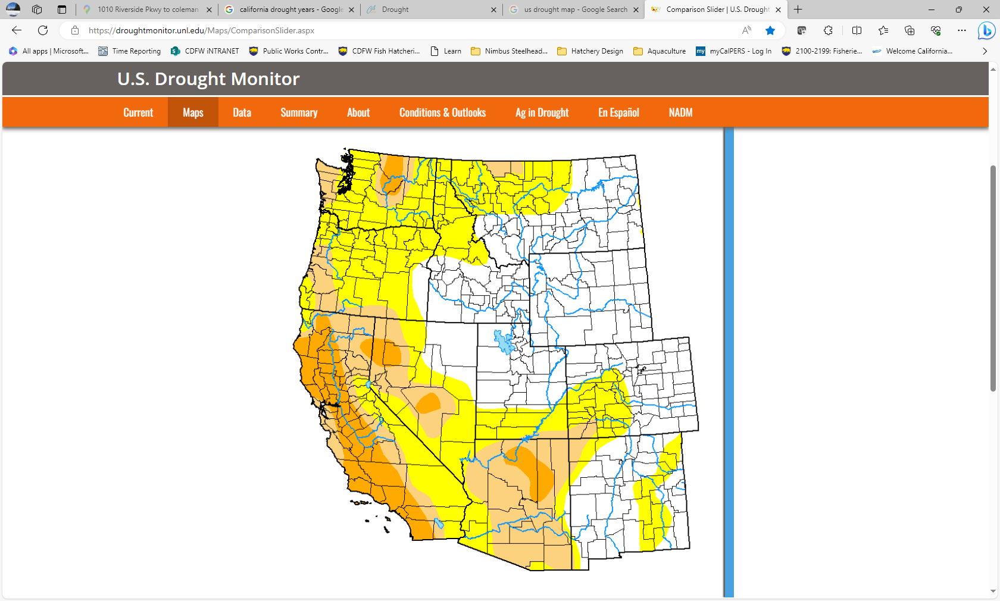 1010 Riverside Pkwy to coleman
california drought years - Google
Drought
us drought map - Google Search
Comparison Slider | U.S. Drought
https://droughtmonitor.unl.edu/Maps/ComparisonSlider.aspx
All apps | Microsoft...
Time Reporting
CDFW iNTRANET
Public Works Contr...
CDFW Fish Hatcheri...
Learn
Nimbus Steelhead...
Hatchery Design
Aquaculture
my
myCalPERS - Log In
2100-2199: Fisherie...
Welcome California...
U.S. Drought Monitor
Current
Maps
Data
Summary
About
Conditions & Outlooks
Ag in Drought
En Español
NADM